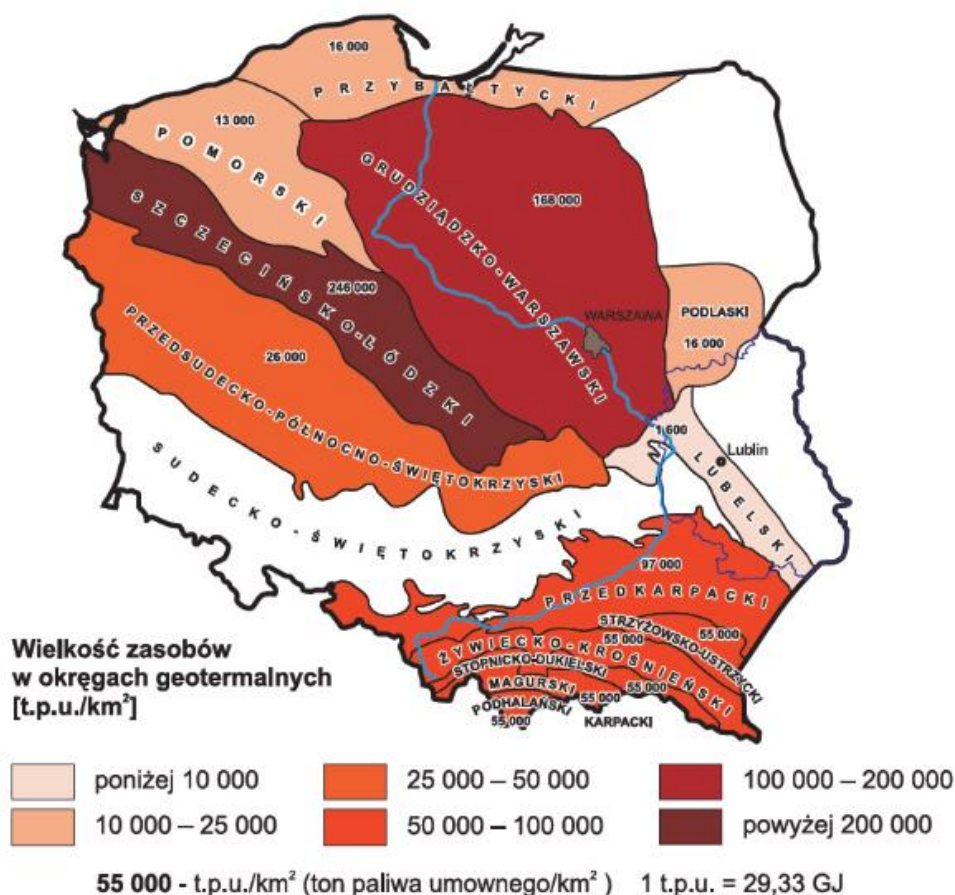 16 000
PRZYBAŁTYCKI
13 000
POMORSKI
GRUDZIĄDZKO-WARSZAWSKI
168 000
SZCZECIŃSKO-ŁÓDZKI
246 000
WARSZAWA
PODLASKI
16 000
26 000
PRZEDSUDECKO-PÓŁNOCNO-ŚWIĘTOKRZYSKI
1 600
LUBELSKI
Lublin
SUDECKO-ŚWIĘTOKRZYSKI
97 000
PRZEDKARPACKI
STRZYŻOWSKO-USTRZYCKI
55 000
55 000
ŻYWIECKO-KROŚNIEŃSKI
STOPNICKO-DUKIELSKI
55 000
MAGURSKI
55 000
PODHALAŃSKI
KARPACKI
55 000
Wielkość zasobów
w okręgach geotermalnych
[t.p.u./km²]
poniżej 10 000
25 000 – 50 000
100 000 – 200 000
10 000 – 25 000
50 000 – 100 000
powyżej 200 000
55 000 - t.p.u./km² (ton paliwa umownego/km² ) 1 t.p.u. = 29,33 GJ